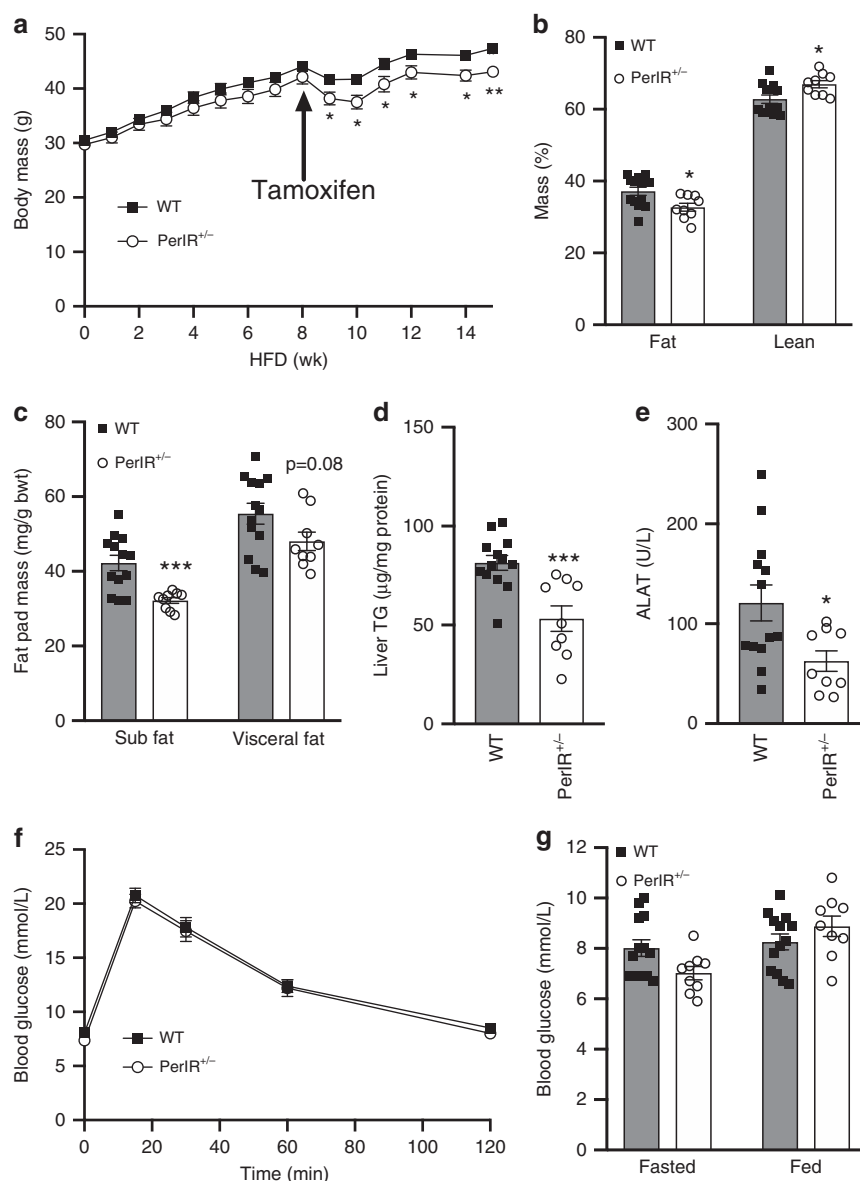 a
50
40
30
20
10
0
Body mass (g)
* * * * * **
Tamoxifen
WT
PerIR+/–
0 2 4 6 8 10 12 14
HFD (wk)
b
80
60
40
20
0
Mass (%)
WT
PerIR+/–
*
*
Fat Lean
c
80
60
40
20
0
Fat pad mass (mg/g bwt)
WT
PerIR+/–
***
p=0.08
Sub fat Visceral fat
d
150
100
50
0
Liver TG (µg/mg protein)
***
WT PerIR+/–
e
300
200
100
0
ALAT (U/L)
*
WT PerIR+/–
f
25
20
15
10
5
0
Blood glucose (mmol/L)
WT
PerIR+/–
0 20 40 60 80 100 120
Time (min)
g
12
10
8
6
4
2
0
Blood glucose (mmol/L)
WT
PerIR+/–
Fasted Fed